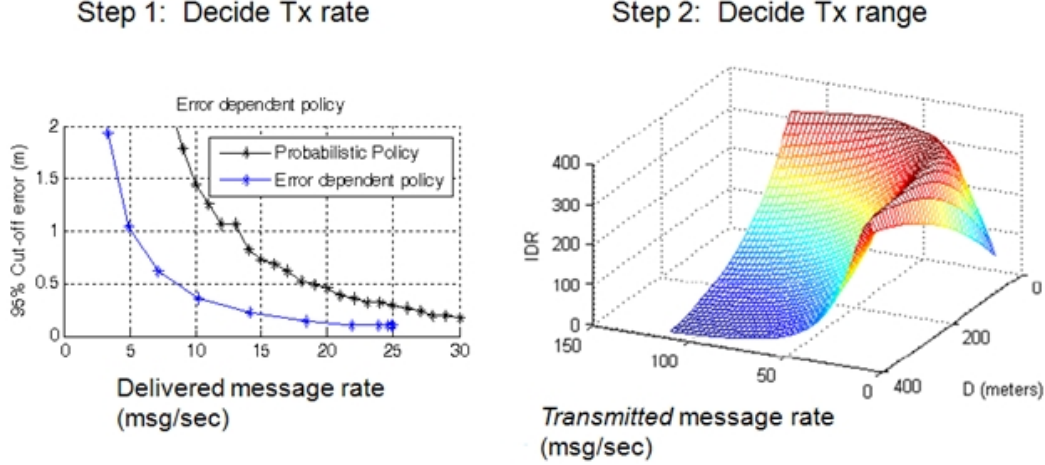 Step 1: Decide Tx rate
Step 2: Decide Tx range
Error dependent policy
95% Cut-off error (m)
2
1.5
1
0.5
0
Probabilistic Policy
Error dependent policy
0 5 10 15 20 25 30
Delivered message rate
(msg/sec)
IDR
400
300
200
100
0
150 100 50 0
400 200 0
D (meters)
Transmitted message rate
(msg/sec)